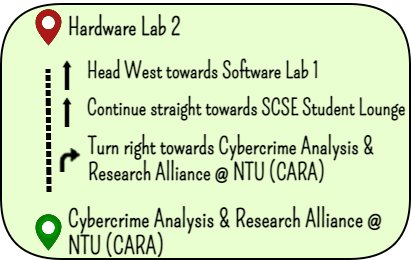 Hardware Lab 2
Head West towards Software Lab 1
Continue straight towards SCSE Student Lounge
Turn right towards Cybercrime Analysis &
Research Alliance @ NTU (CARA)
Cybercrime Analysis & Research Alliance @
NTU (CARA)